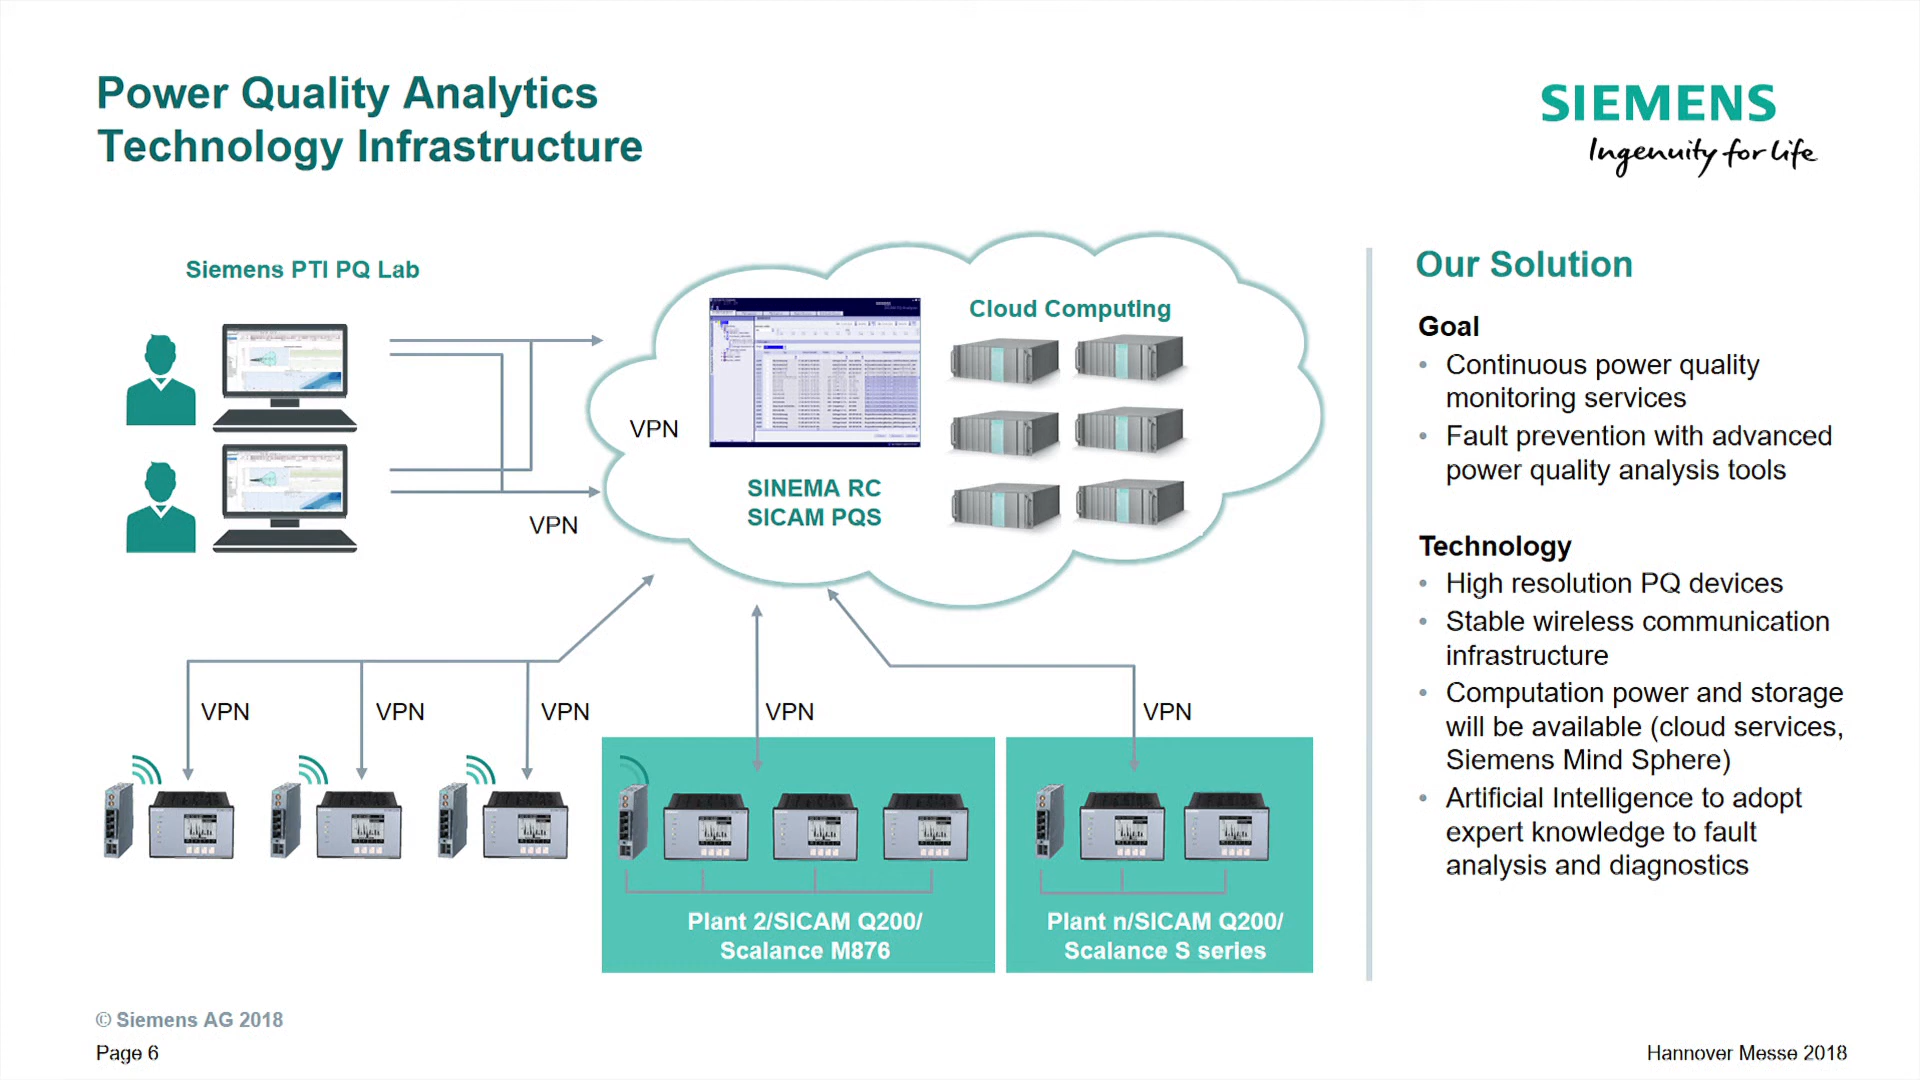 Power Quality Analytics
Technology Infrastructure
SIEMENS
Ingenuity for life
Siemens PTI PQ Lab
VPN
VPN
Cloud Computing
SINEMA RC
SICAM PQS
VPN
VPN
VPN
VPN
VPN
Plant 2/SICAM Q200/
Scalance M876
Plant n/SICAM Q200/
Scalance S series
Our Solution
Goal
• Continuous power quality
monitoring services
• Fault prevention with advanced
power quality analysis tools
Technology
• High resolution PQ devices
• Stable wireless communication
infrastructure
• Computation power and storage
will be available (cloud services,
Siemens Mind Sphere)
• Artificial Intelligence to adopt
expert knowledge to fault
analysis and diagnostics
© Siemens AG 2018
Page 6
Hannover Messe 2018